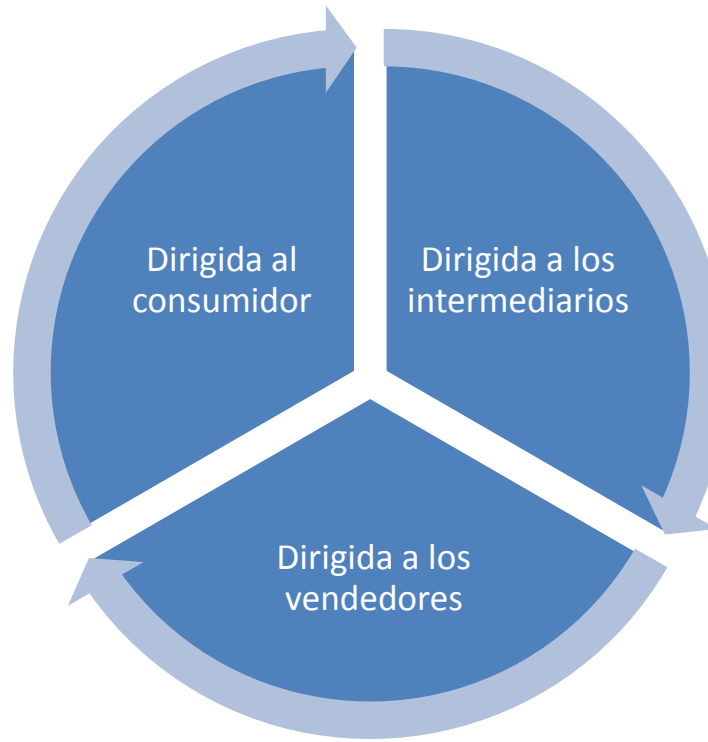 Dirigida al
consumidor
Dirigida a los
intermediarios
Dirigida a los
vendedores